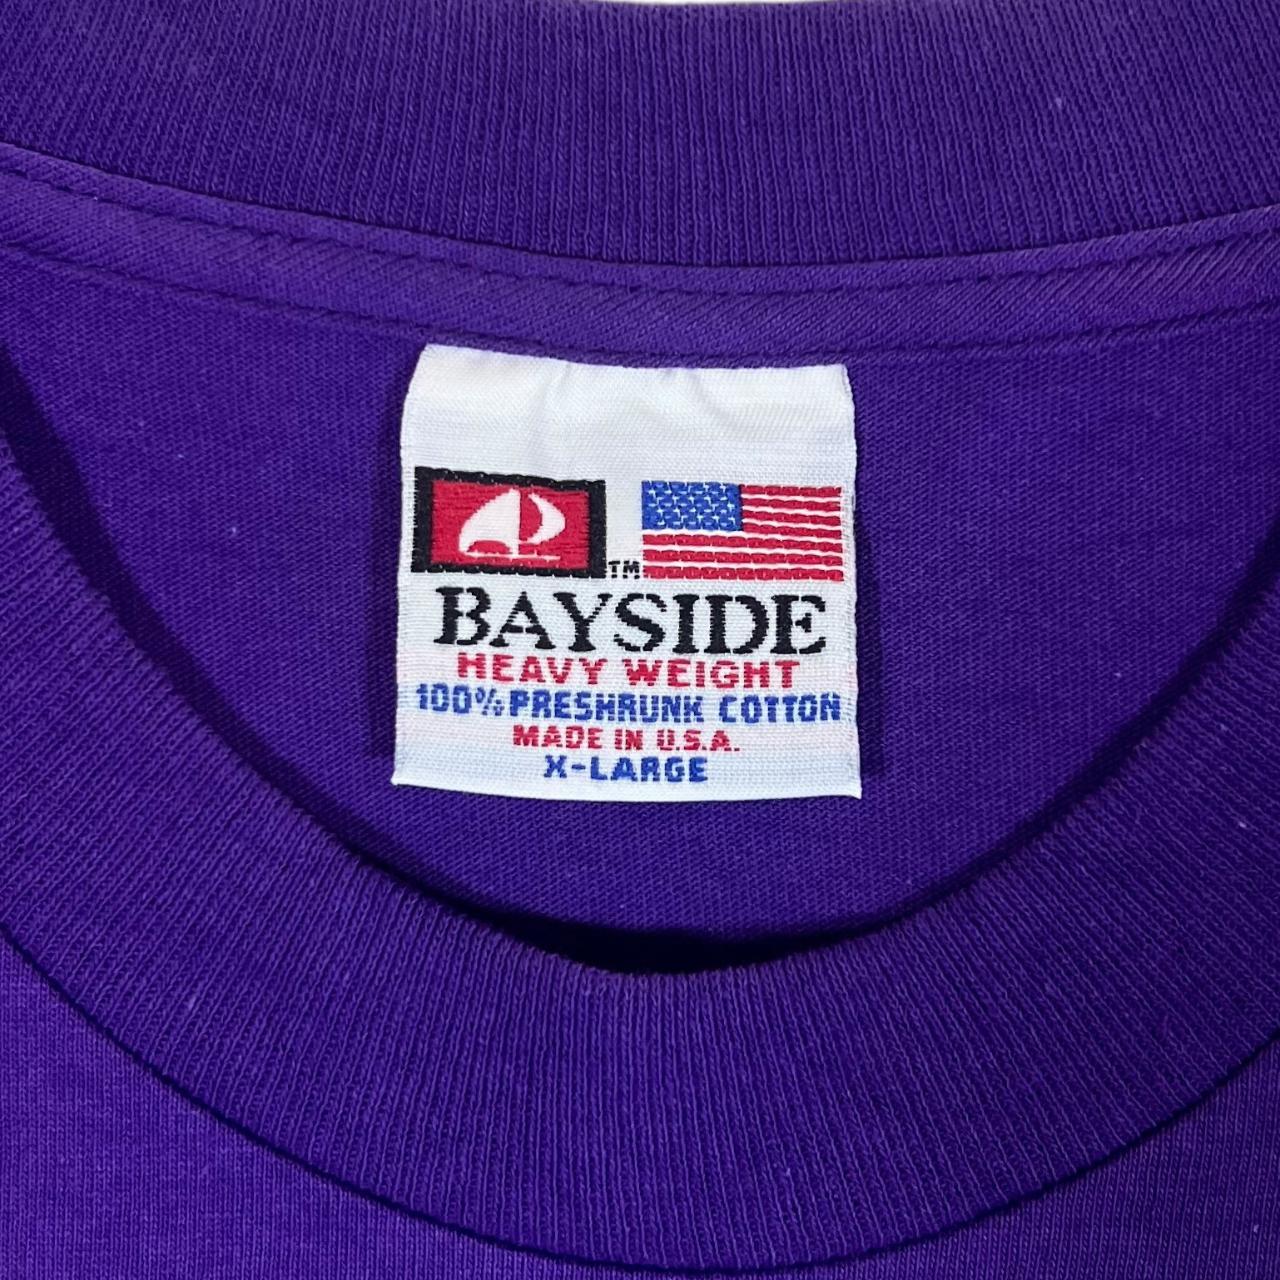 TM
BAYSIDE
HEAVY WEIGHT
100% PRESHRUNK COTTON
MADE IN U.S.A.
X-LARGE